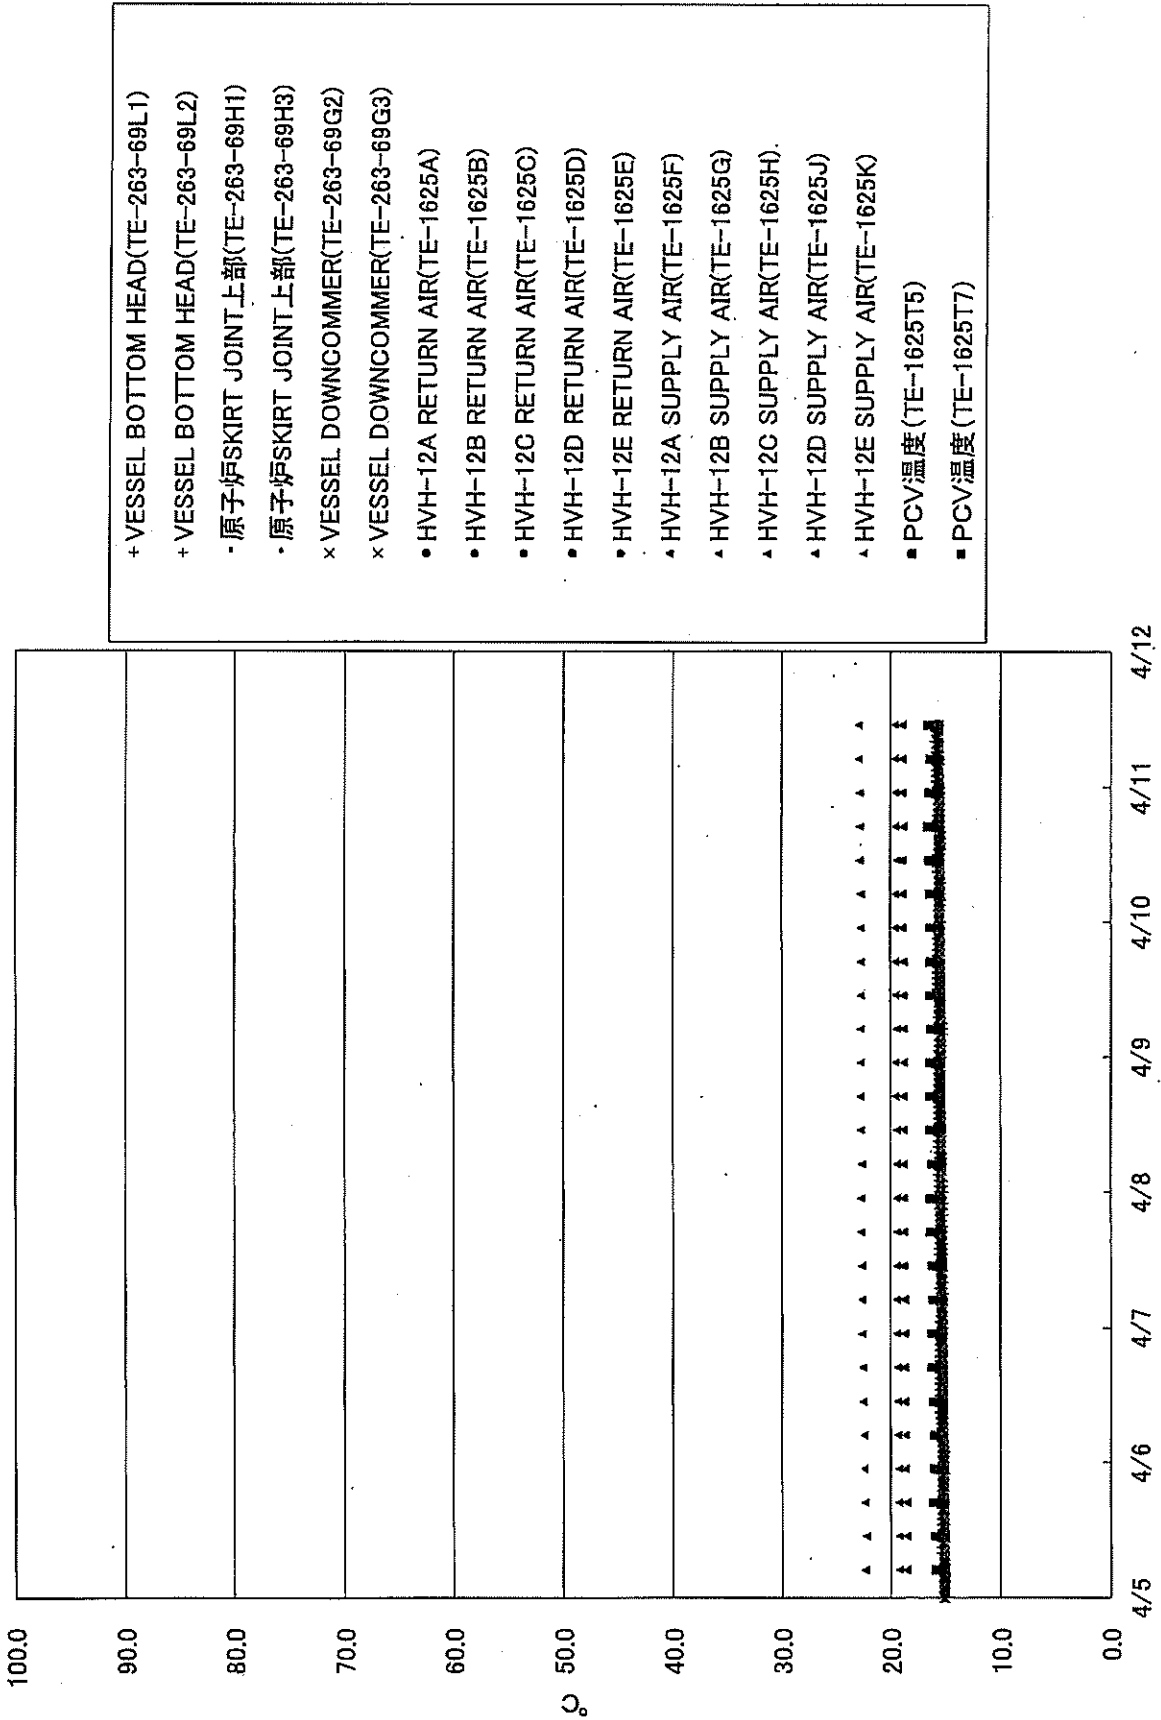 100.0
90.0
80.0
70.0
60.0
50.0
40.0
30.0
20.0
10.0
0.0
℃
4/5
4/6
4/7
4/8
4/9
4/10
4/11
4/12
+ VESSEL BOTTOM HEAD(TE-263-69L1)
+ VESSEL BOTTOM HEAD(TE-263-69L2)
- 原子炉SKIRT JOINT上部(TE-263-69H1)
- 原子炉SKIRT JOINT上部(TE-263-69H3)
× VESSEL DOWNCOMMER(TE-263-69G2)
× VESSEL DOWNCOMMER(TE-263-69G3)
● HVH-12A RETURN AIR(TE-1625A)
● HVH-12B RETURN AIR(TE-1625B)
● HVH-12C RETURN AIR(TE-1625C)
● HVH-12D RETURN AIR(TE-1625D)
● HVH-12E RETURN AIR(TE-1625E)
▲ HVH-12A SUPPLY AIR(TE-1625F)
▲ HVH-12B SUPPLY AIR(TE-1625G)
▲ HVH-12C SUPPLY AIR(TE-1625H)
▲ HVH-12D SUPPLY AIR(TE-1625J)
▲ HVH-12E SUPPLY AIR(TE-1625K)
■ PCV温度(TE-1625T5)
■ PCV温度(TE-1625T7)